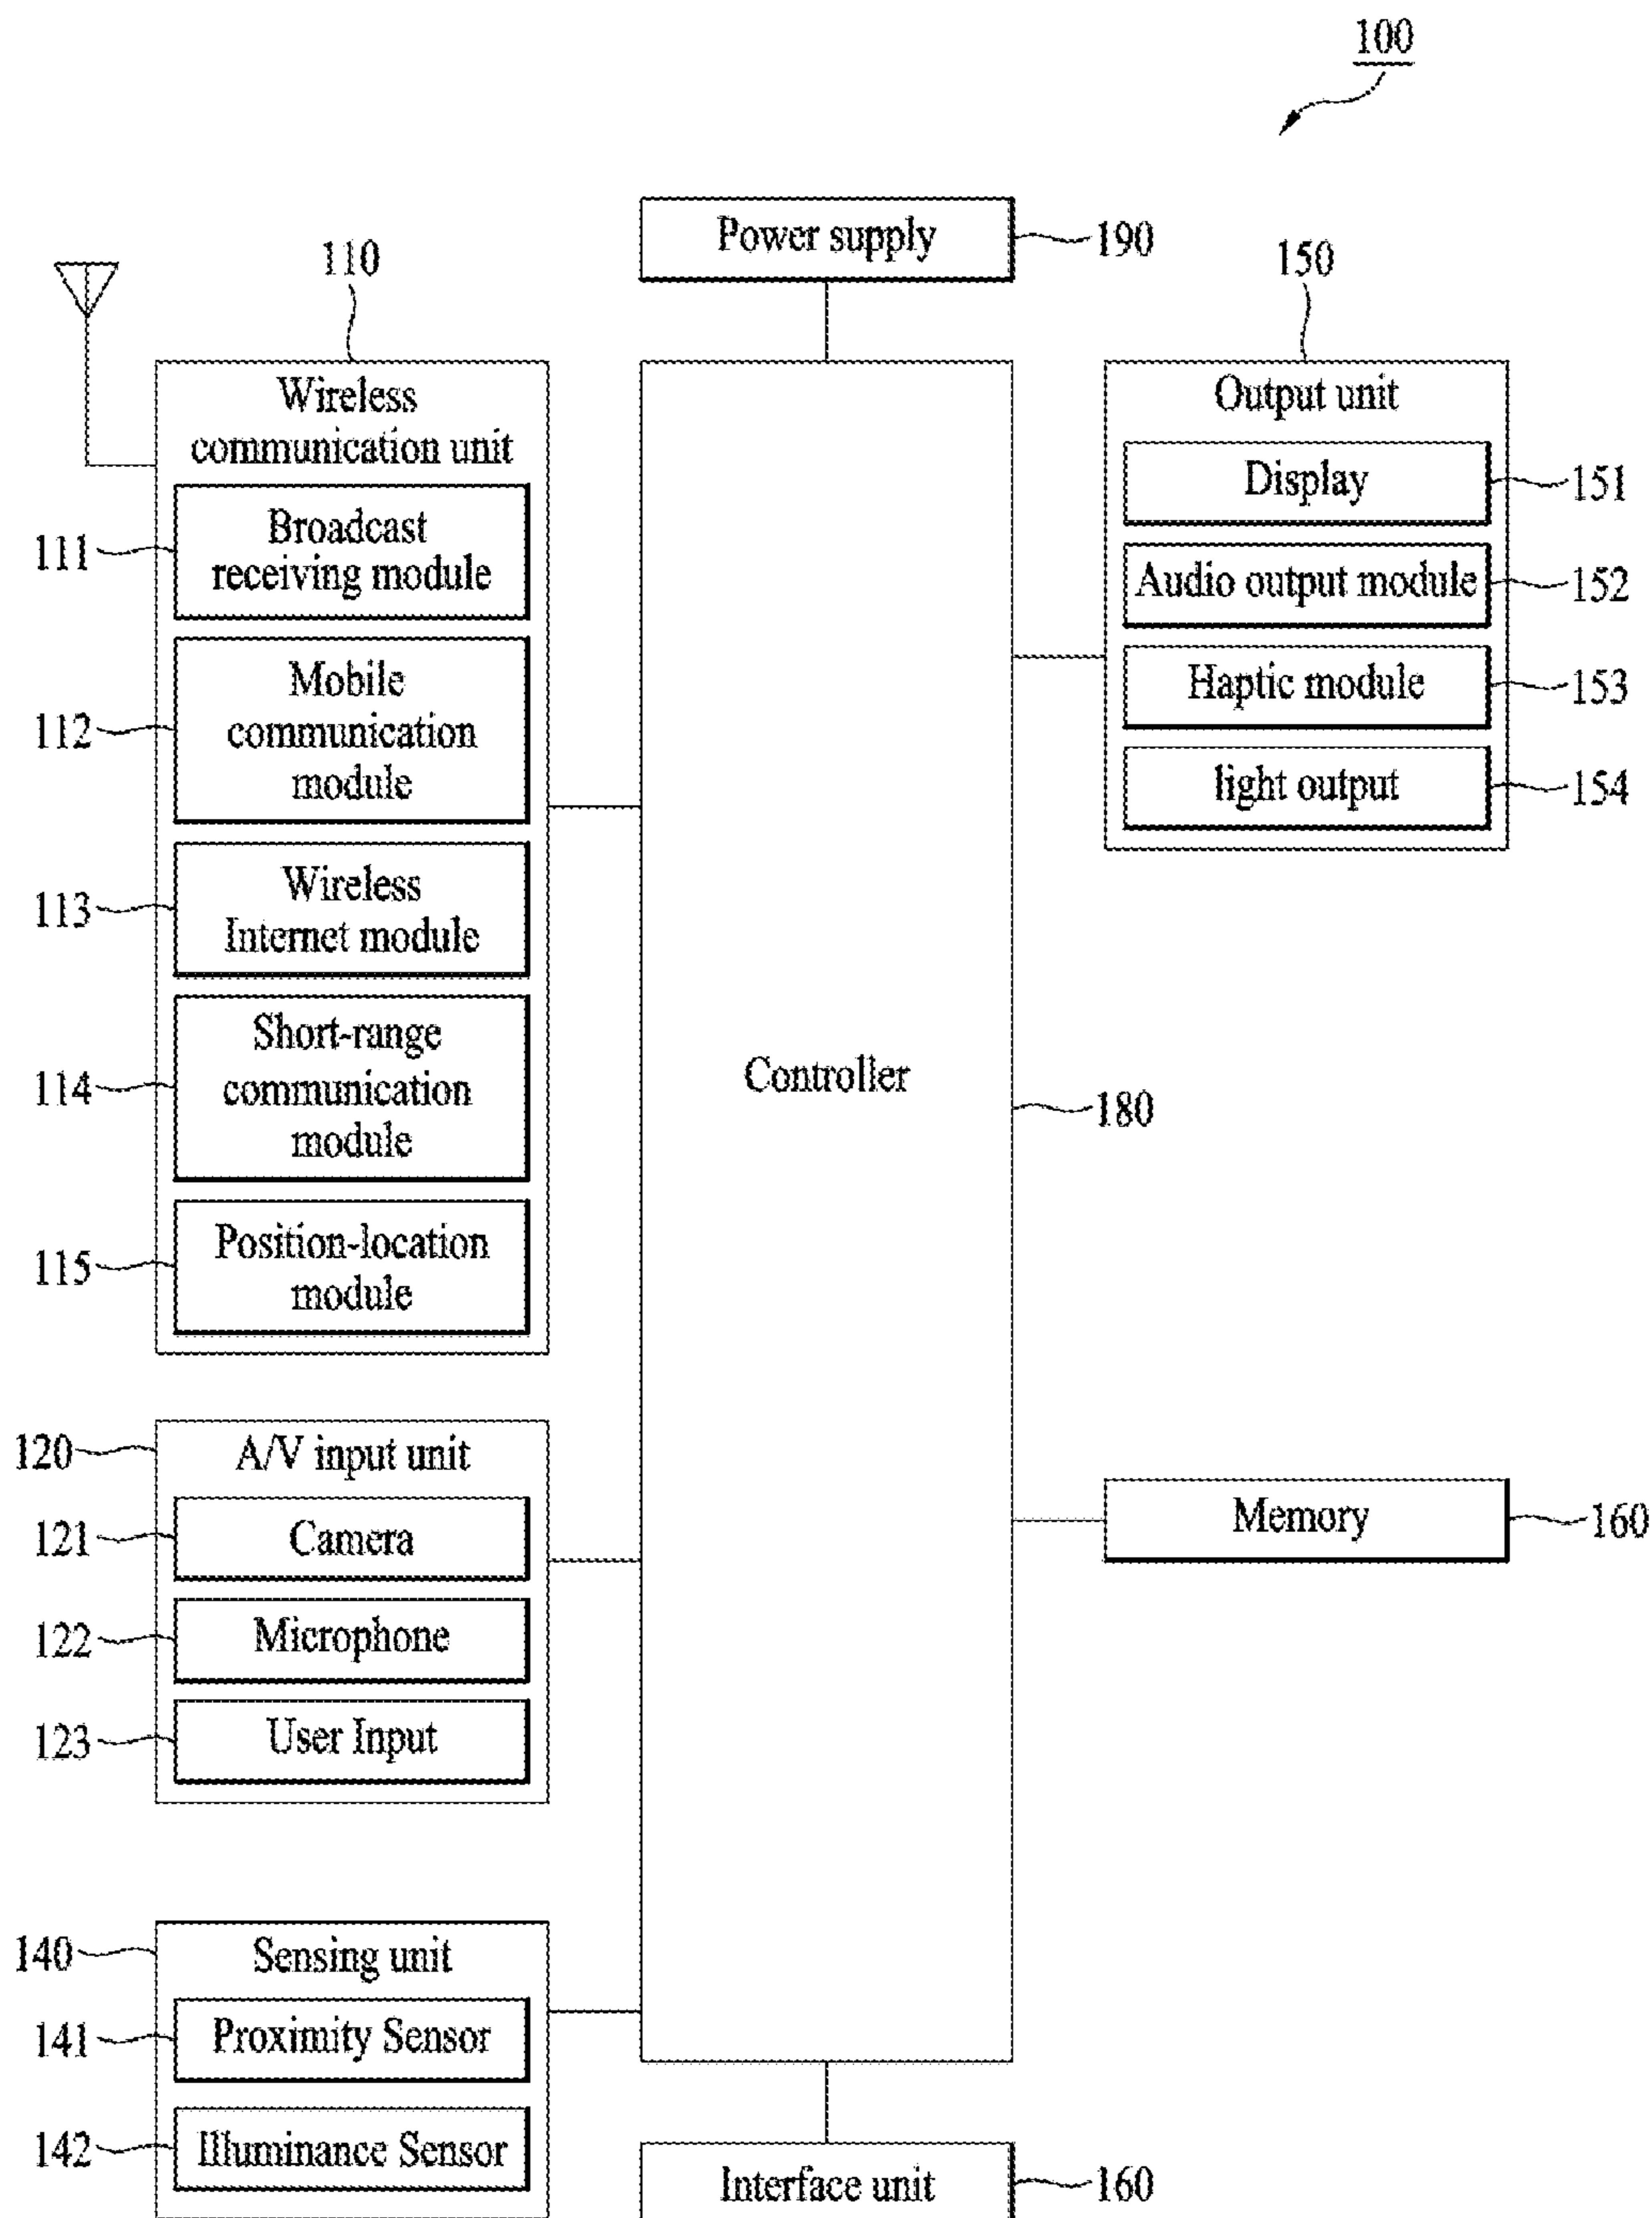 100
Power supply
190
110
150
Wireless
communication unit
Output unit
Display
151
Broadcast
receiving module
111
Audio output module
152
Mobile
communication
module
112
Haptic module
153
light output
154
Wireless
Internet module
113
Short-range
communication
module
114
Controller
180
Position-location
module
115
120
A/V input unit
121
Camera
Memory
160
122
Microphone
123
User Input
140
Sensing unit
141
Proximity Sensor
142
Illuminance Sensor
Interface unit
160